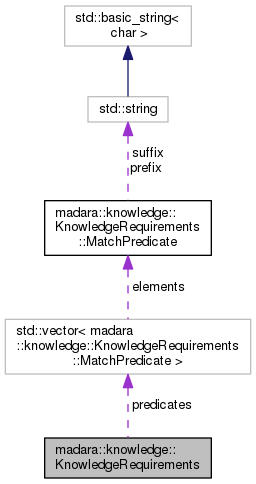 std::basic_string<
char >
std::string
suffix
prefix
madara::knowledge::
KnowledgeRequirements
::MatchPredicate
elements
std::vector< madara
::knowledge::KnowledgeRequirements
::MatchPredicate >
predicates
madara::knowledge::
KnowledgeRequirements